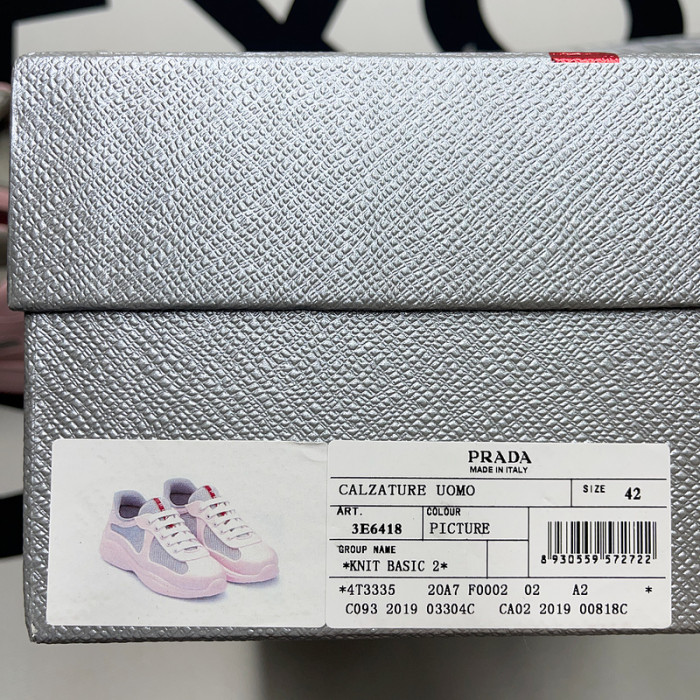 PRADA
MADE IN ITALY
CALZATURE UOMO
SIZE 42
ART.
3E6418
COLOUR
PICTURE
GROUP NAME
*KNIT BASIC 2*
8 930559 572722
*4T3335 20A7 F0002 02 A2 *
C093 2019 03304C CA02 2019 00818C